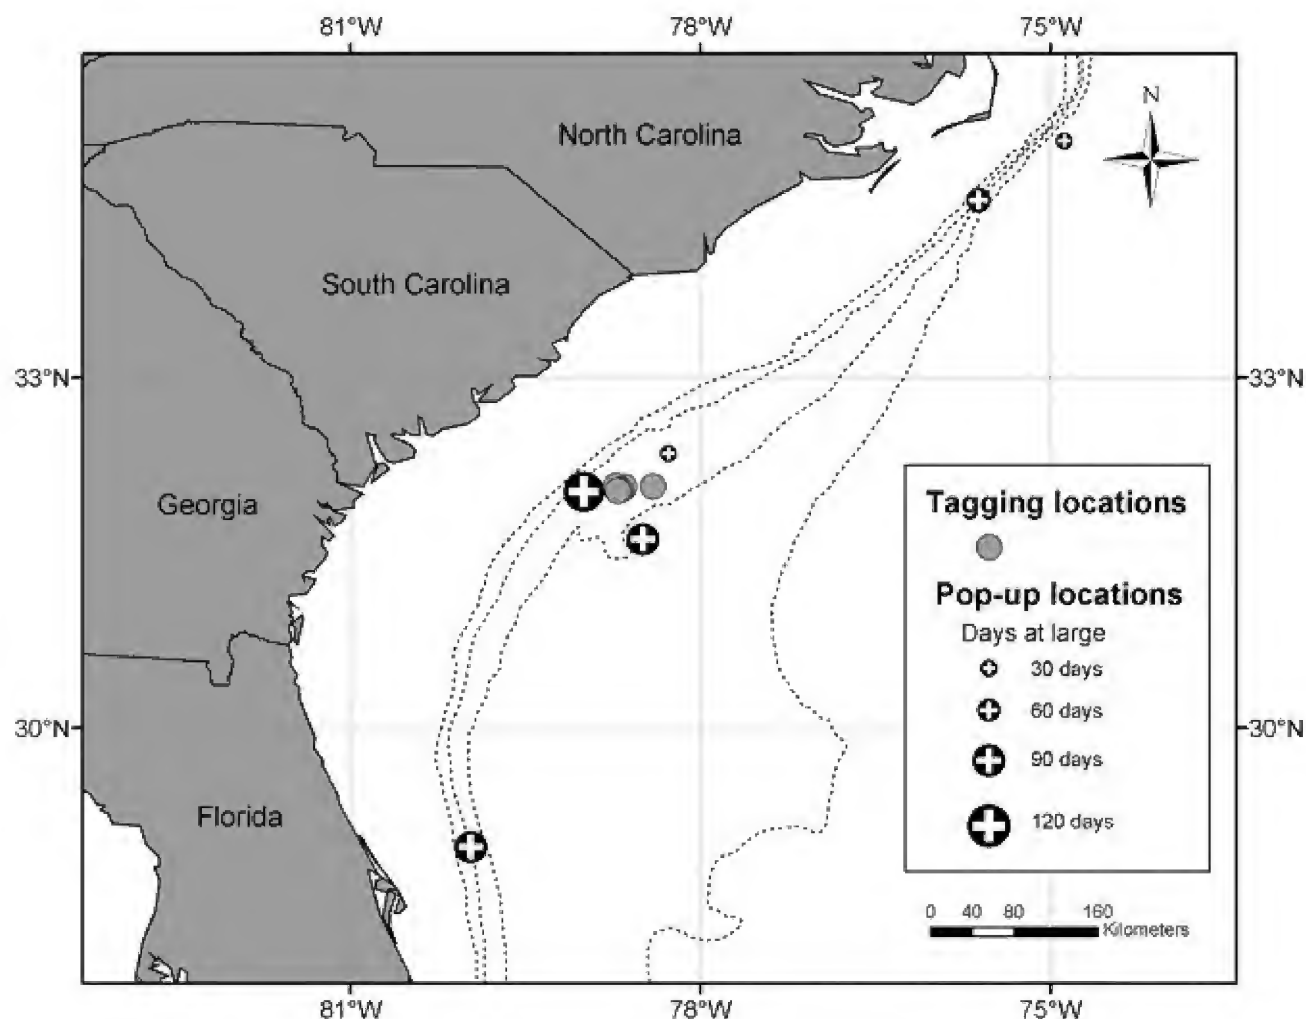 81°W 78°W 75°W
N
North Carolina
South Carolina
33°N 33°N
Georgia
Tagging locations
Pop-up locations
Days at large
30 days
60 days
30°N 30°N
90 days
Florida
120 days
0 40 80 160
Kilometers
81°W 78°W 75°W